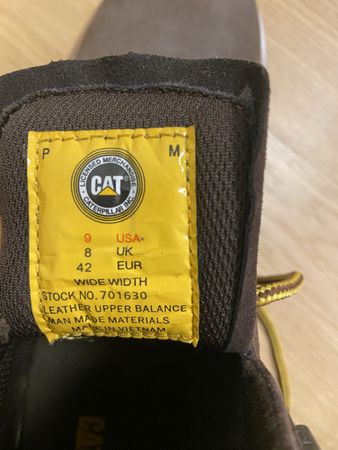 P M
LICENSED MERCHANDISE
CAT
CATERPILLAR INC.
9 USA
8 UK
42 EUR
WIDE WIDTH
STOCK NO. 701630
LEATHER UPPER BALANCE
MAN MADE MATERIALS
MADE IN VIETNAM
CAT